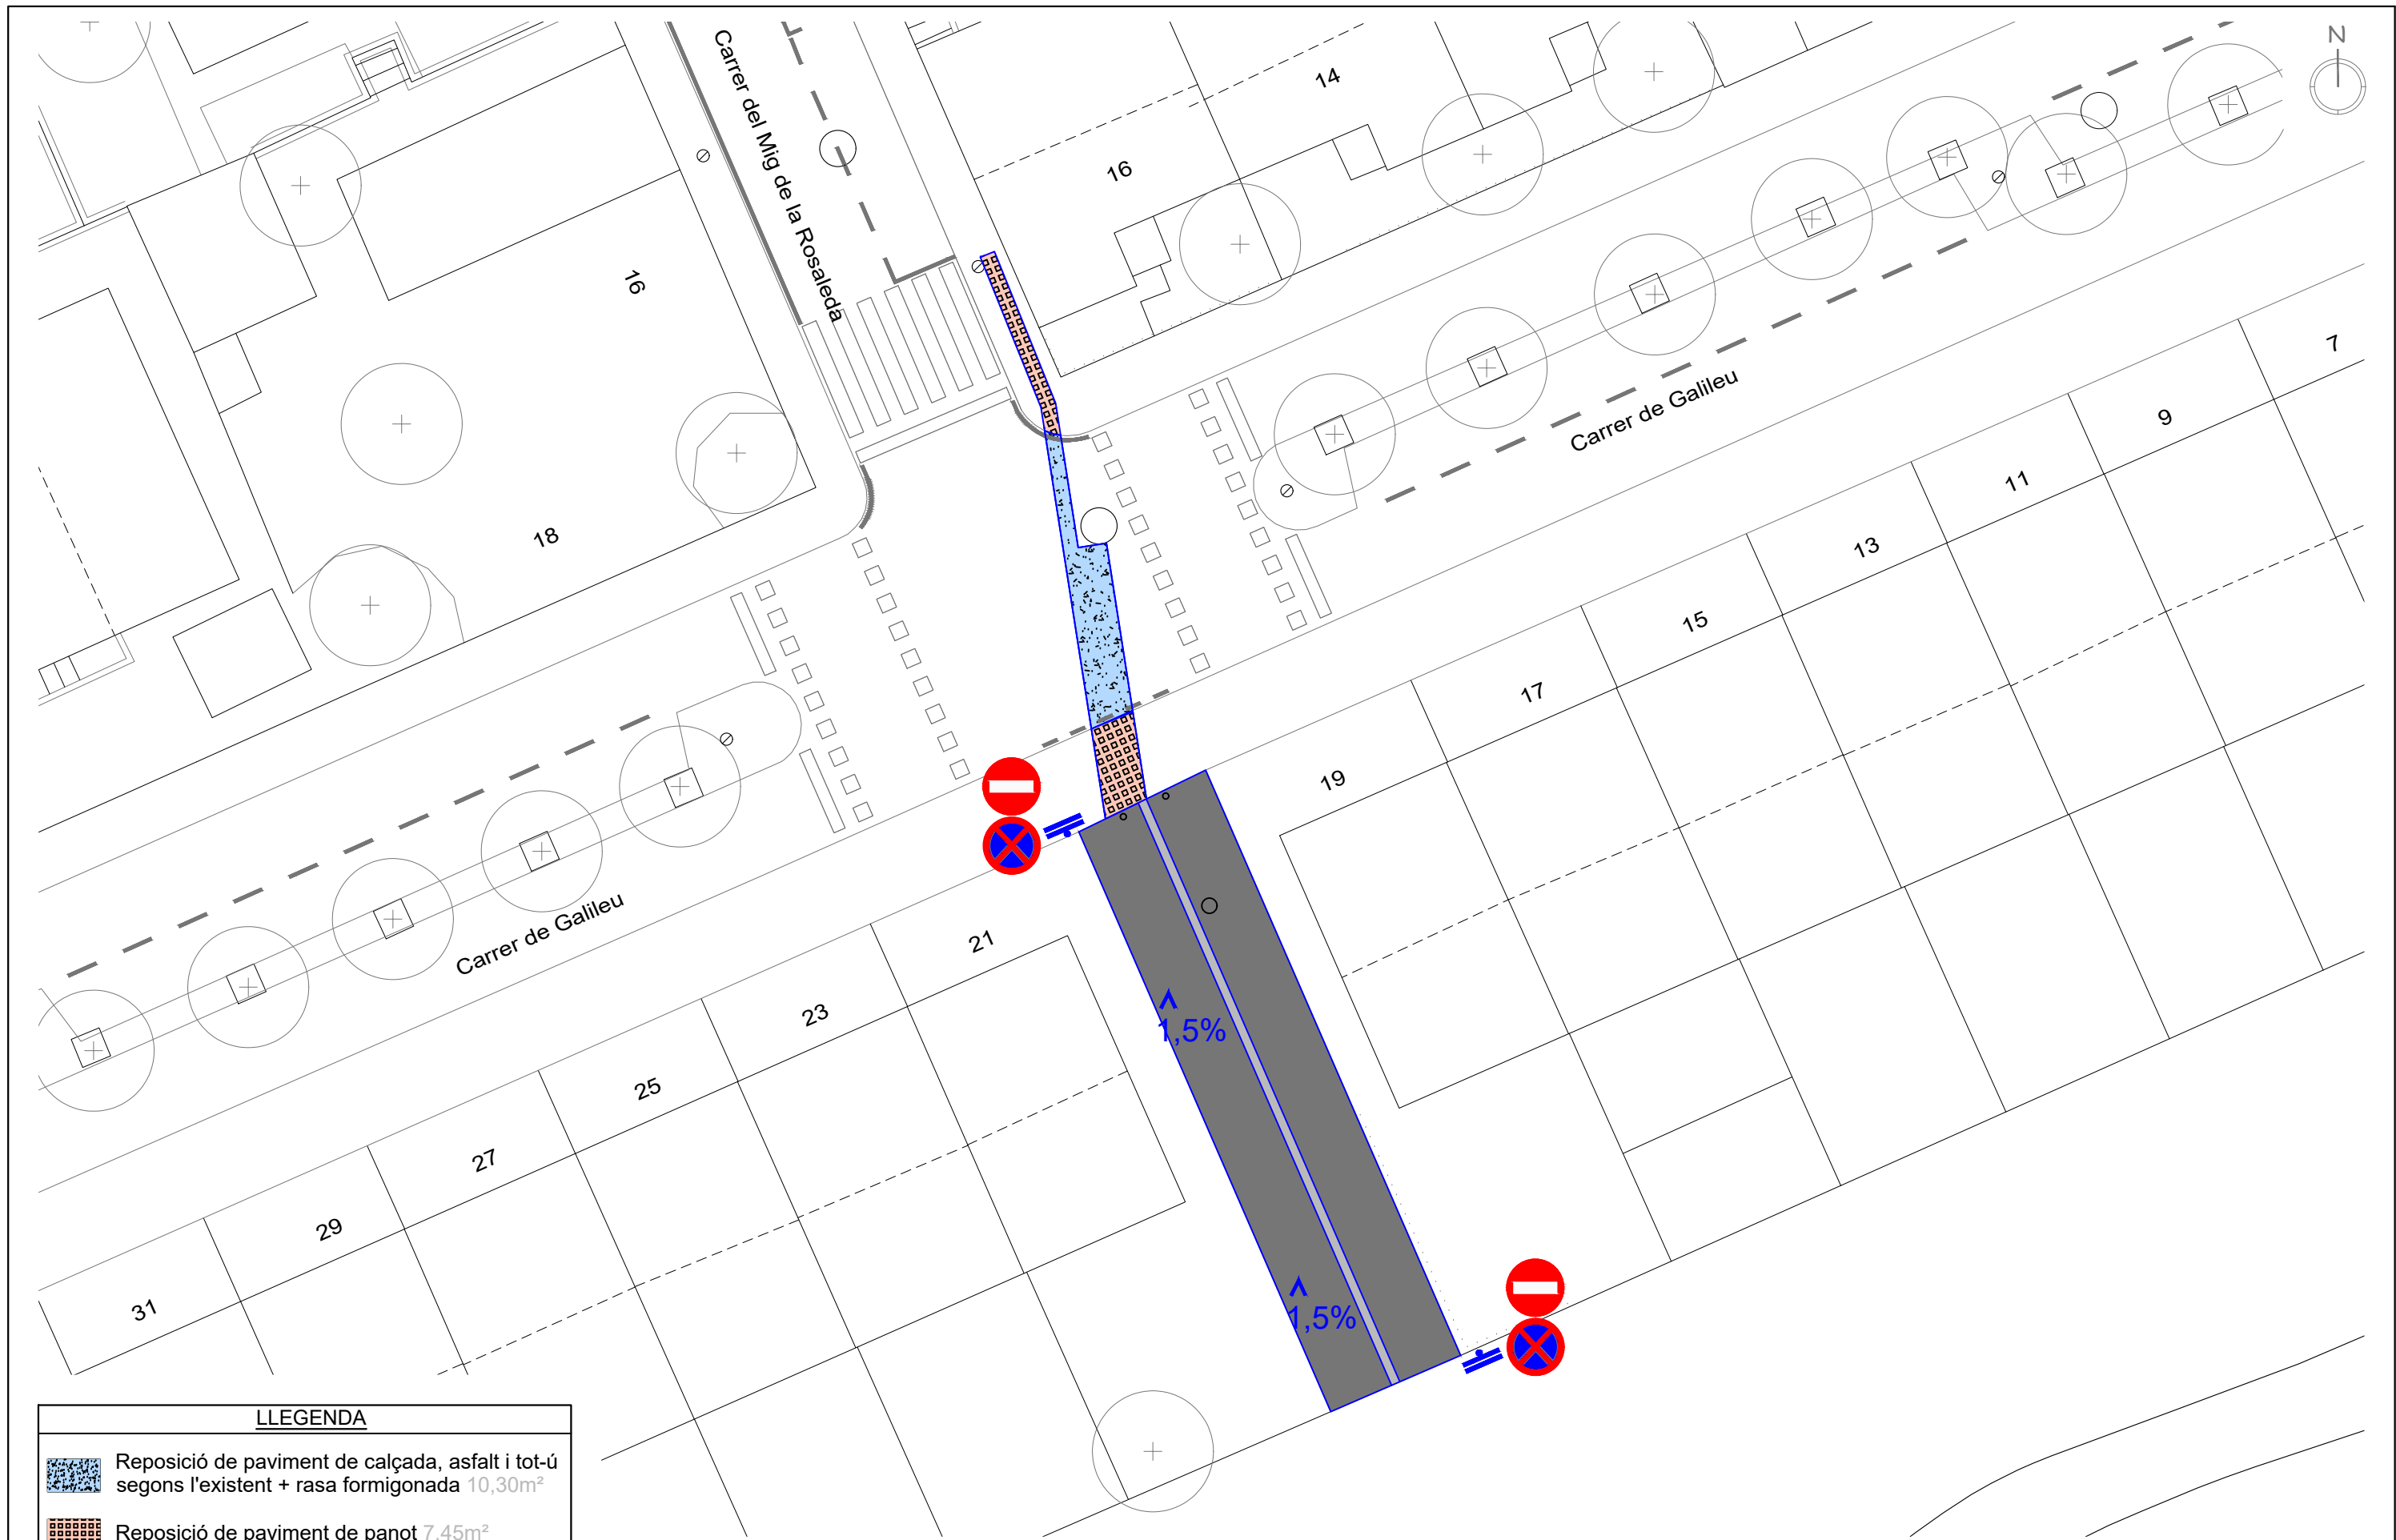 N
Carrer del Mig de la Rosaleda
14
16
16
18
Carrer de Galileu
7
9
11
13
15
17
19
Carrer de Galileu
21
23
25
27
29
31
^
1,5%
^
1,5%
LLEGENDA
Reposició de paviment de calçada, asfalt i tot-ú
segons l'existent + rasa formigonada 10,30m²
Reposició de paviment de panot 7,45m²